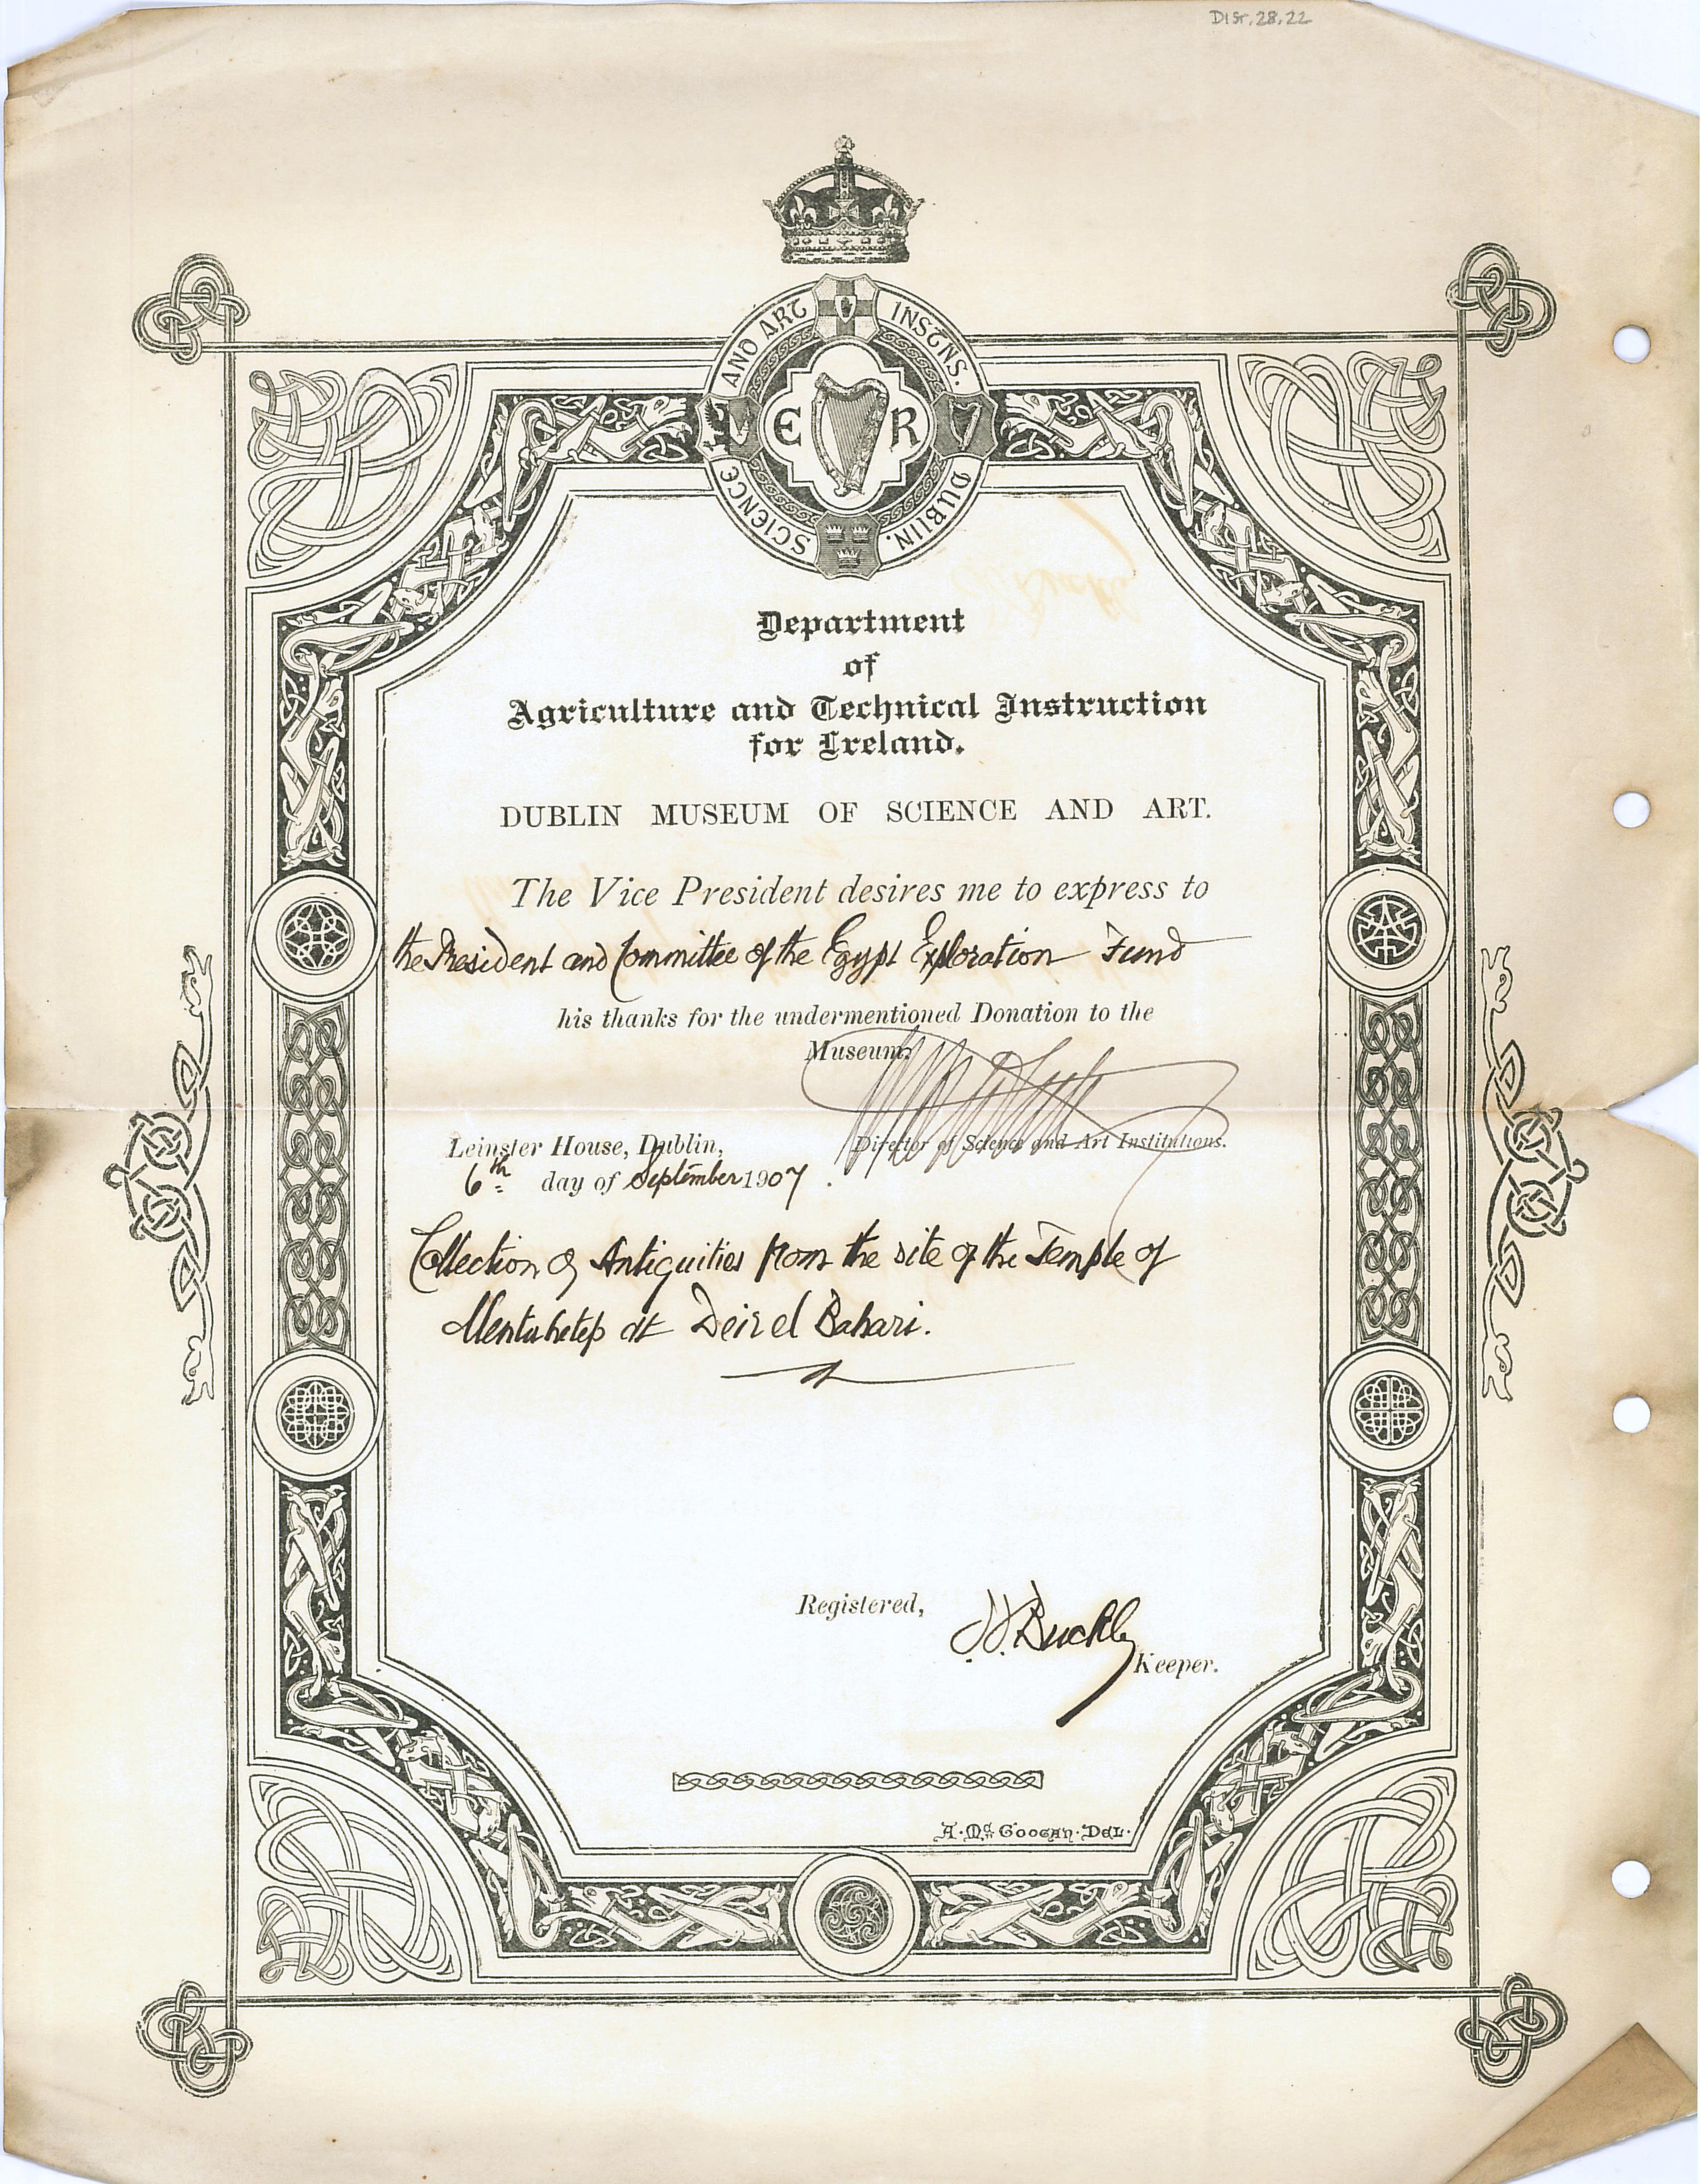 DIST.28.22
SCIENCE AND ART INSTNS. DUBLIN.
E R
Department
of
Agriculture and Technical Instruction
for Ireland.
DUBLIN MUSEUM OF SCIENCE AND ART.
The Vice President desires me to express to
the President and Committee of the Egypt Exploration Fund
his thanks for the undermentioned Donation to the
Museum.
Director of Science and Art Institutions.
Leinster House, Dublin,
6th day of September 1907.
Collection of Antiquities from the site of the Temple of
Mentuhetep at Deir el Bahari.
Registered,
J.J. Buckley
Keeper.
A. McGoogan. Del.